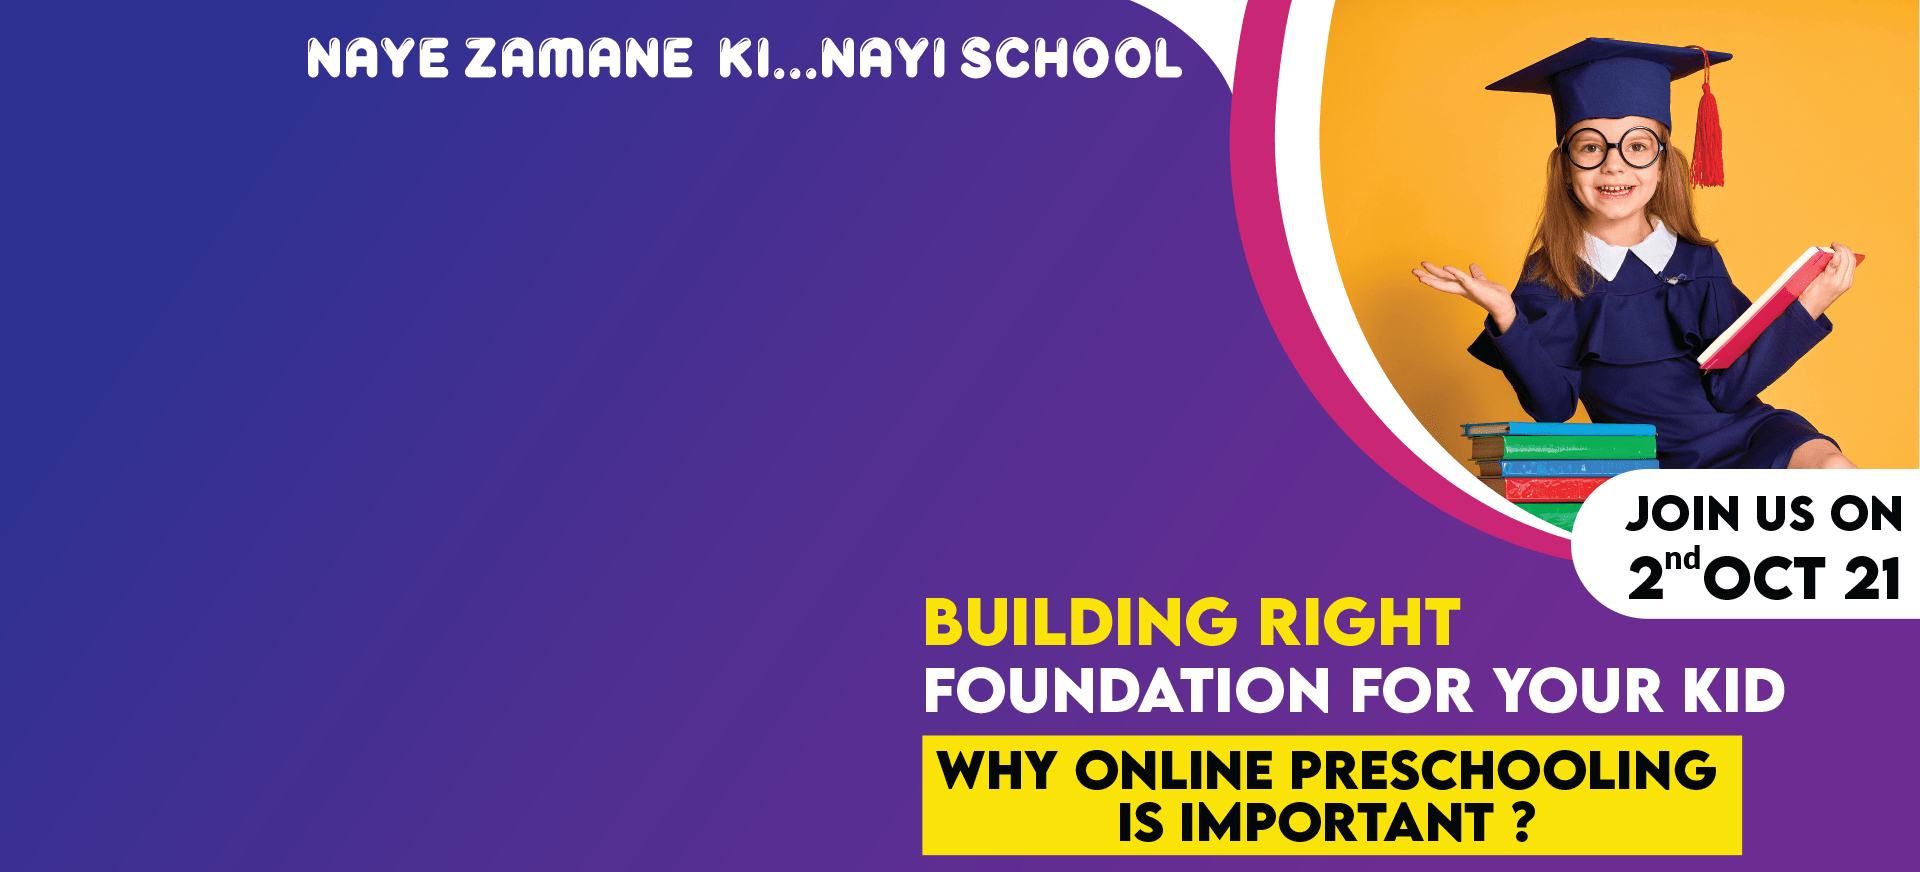 NAYE ZAMANE KI...NAYI SCHOOL
JOIN US ON
2nd OCT 21
BUILDING RIGHT
FOUNDATION FOR YOUR KID
WHY ONLINE PRESCHOOLING
IS IMPORTANT ?